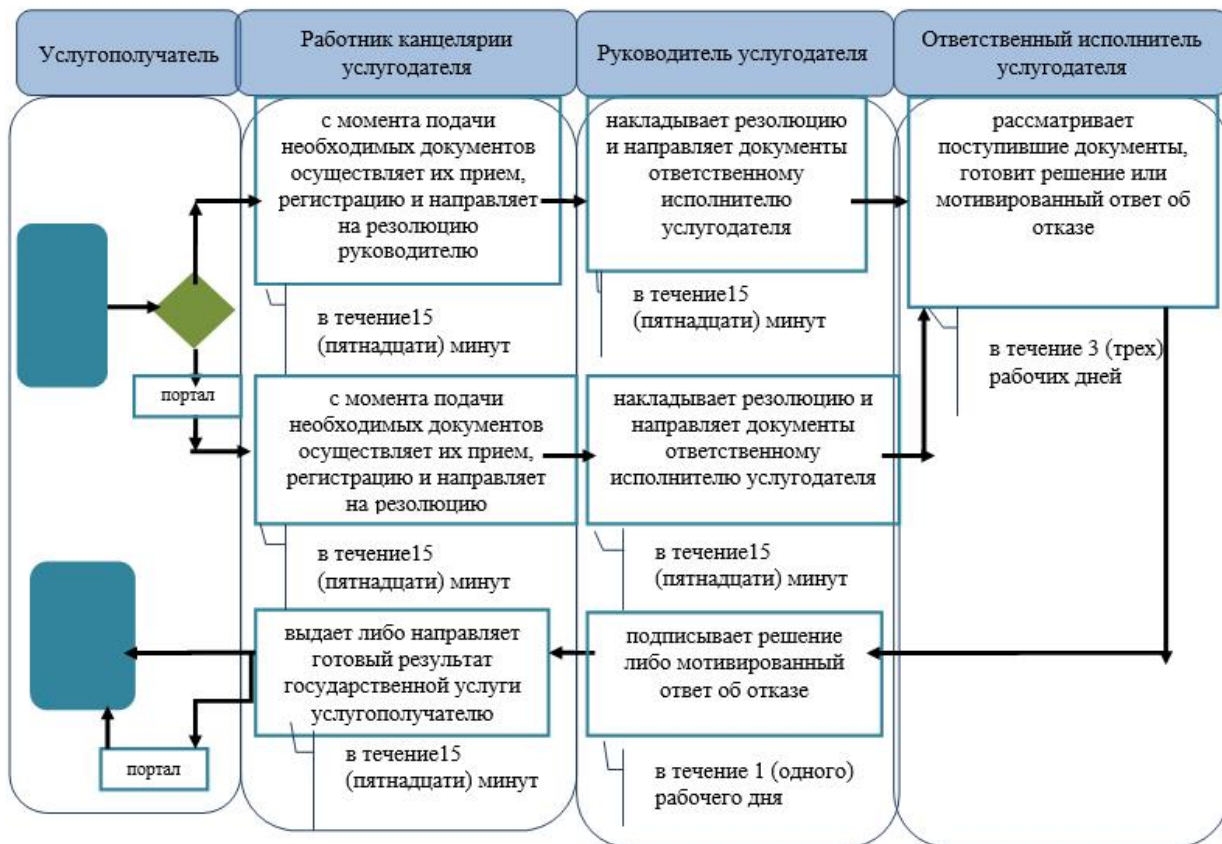 Услугополучатель
Работник канцелярии
услугодателя
Руководитель услугодателя
Ответственный исполнитель
услугодателя
с момента подачи
необходимых документов
осуществляет их прием,
регистрацию и направляет
на резолюцию
руководителю
накладывает резолюцию
и направляет документы
ответственному
исполнителю
услугодателя
рассматривает
поступившие документы,
готовит решение или
мотивированный ответ об
отказе
в течение15
(пятнадцати) минут
в течение15
(пятнадцати) минут
в течение 3 (трех)
рабочих дней
портал
с момента подачи
необходимых документов
осуществляет их прием,
регистрацию и направляет
на резолюцию
накладывает резолюцию и
направляет документы
ответственному
исполнителю услугодателя
в течение15
(пятнадцати) минут
в течение15
(пятнадцати) минут
выдает либо направляет
готовый результат
государственной услуги
услугополучателю
подписывает решение
либо мотивированный
ответ об отказе
портал
в течение15
(пятнадцати) минут
в течение 1 (одного)
рабочего дня